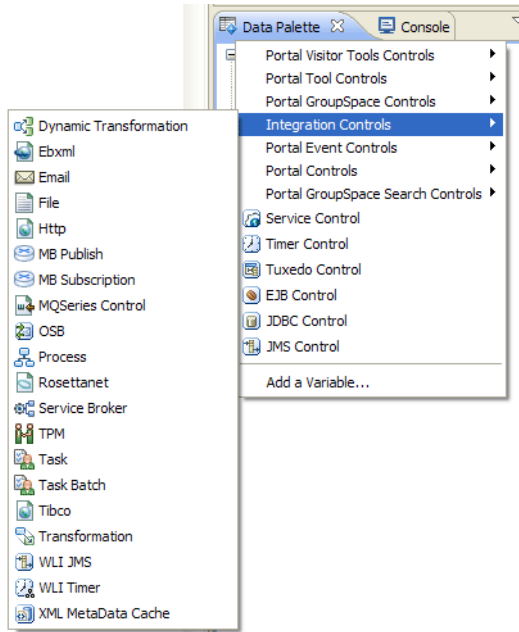 Data Palette
Console
Portal Visitor Tools Controls
Portal Tool Controls
Portal GroupSpace Controls
Integration Controls
Portal Event Controls
Portal Controls
Portal GroupSpace Search Controls
Service Control
Timer Control
Tuxedo Control
EJB Control
JDBC Control
JMS Control
Add a Variable...
Dynamic Transformation
Ebxml
Email
File
Http
MB Publish
MB Subscription
MQSeries Control
OSB
Process
Rosettanet
Service Broker
TPM
Task
Task Batch
Tibco
Transformation
WLI JMS
WLI Timer
XML MetaData Cache